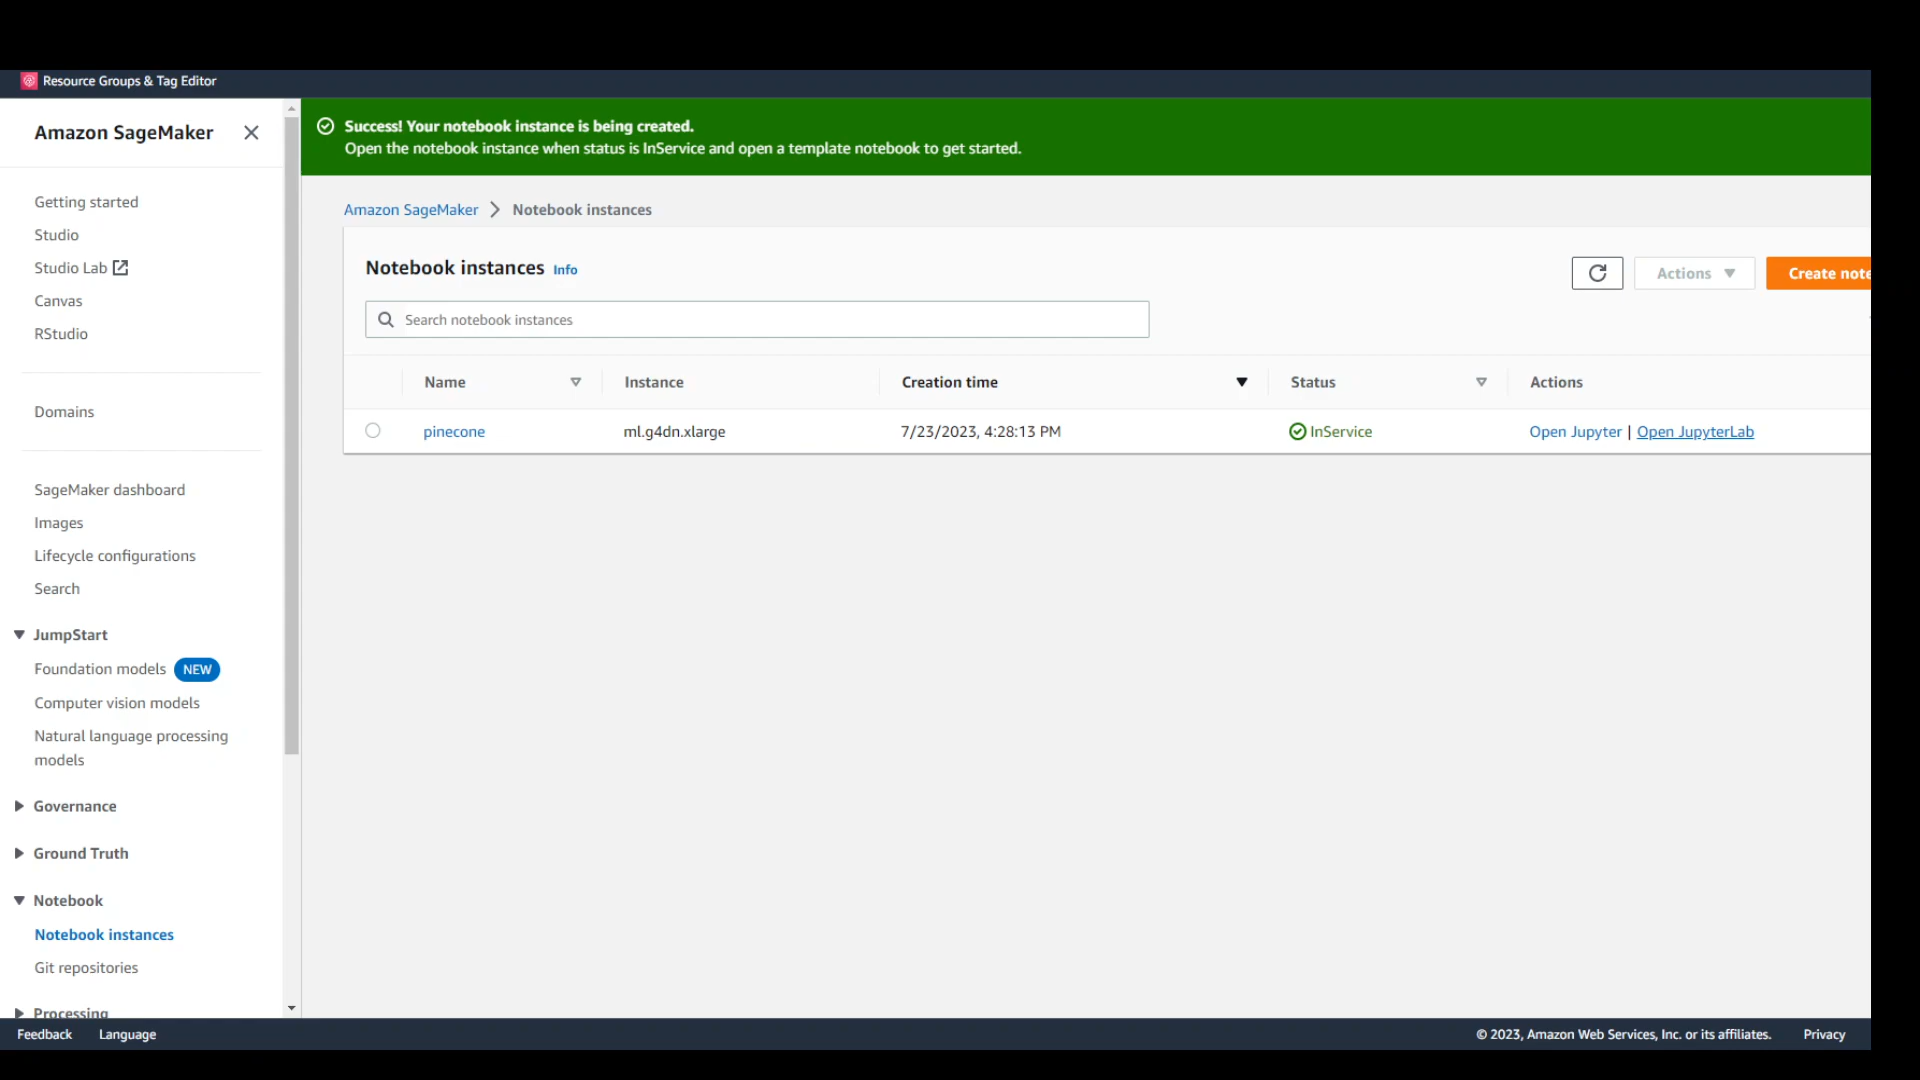 Resource Groups & Tag Editor
Amazon SageMaker
Getting started
Studio
Studio Lab
Canvas
RStudio
Domains
SageMaker dashboard
Images
Lifecycle configurations
Search
JumpStart
Foundation models NEW
Computer vision models
Natural language processing
models
Governance
Ground Truth
Notebook
Notebook instances
Git repositories
Processing
Success! Your notebook instance is being created.
Open the notebook instance when status is InService and open a template notebook to get started.
Amazon SageMaker Notebook instances
Notebook instances Info
Actions Create note
Search notebook instances
Name Instance Creation time Status Actions
pinecone ml.g4dn.xlarge 7/23/2023, 4:28:13 PM InService Open Jupyter | Open JupyterLab
Feedback Language © 2023, Amazon Web Services, Inc. or its affiliates. Privacy